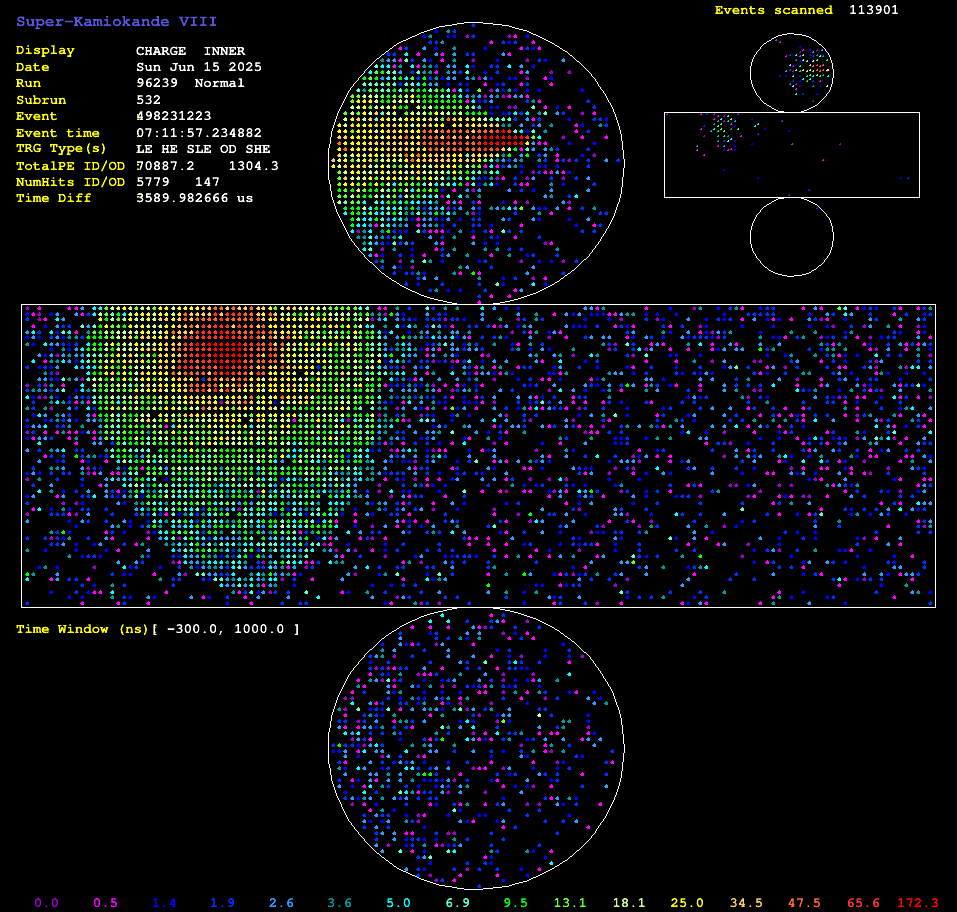 Super-Kamiokande VIII
Events scanned 113901
Display CHARGE INNER
Date Sun Jun 15 2025
Run 96239 Normal
Subrun 532
Event 498231223
Event time 07:11:57.234882
TRG Type(s) LE HE SLE OD SHE
TotalPE ID/OD 70887.2 1304.3
NumHits ID/OD 5779 147
Time Diff 3589.982666 us
Time Window (ns)[ -300.0, 1000.0 ]
0.0 0.5 1.4 1.9 2.6 3.6 5.0 6.9 9.5 13.1 18.1 25.0 34.5 47.5 65.6 172.3